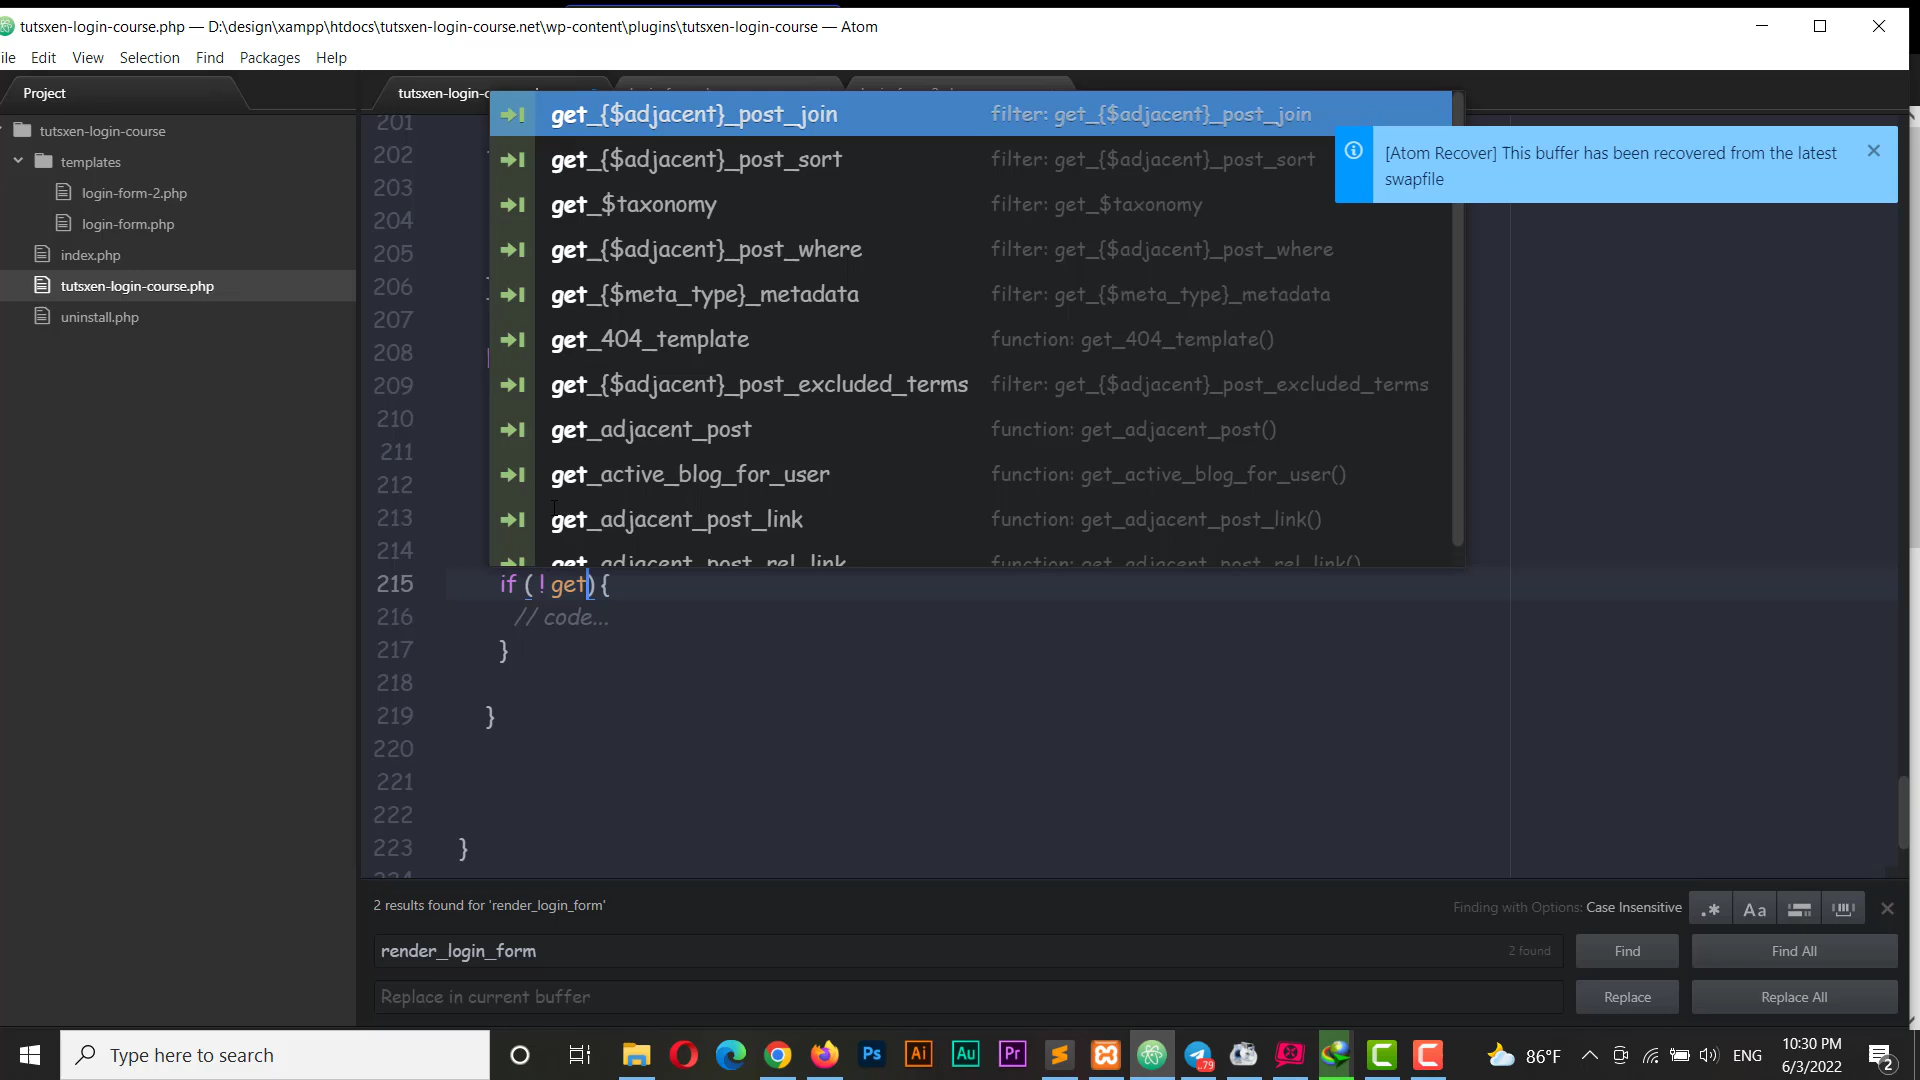 tutsxen-login-course.php — D:\design\xampp\htdocs\tutsxen-login-course.net\wp-content\plugins\tutsxen-login-course — Atom
ile Edit View Selection Find Packages Help
Project
tutsxen-login-co
tutsxen-login-course
templates
login-form-2.php
login-form.php
index.php
tutsxen-login-course.php
uninstall.php
get_{$adjacent}_post_join filter: get_{$adjacent}_post_join
get_{$adjacent}_post_sort filter: get_{$adjacent}_post_sort
get_$taxonomy filter: get_$taxonomy
get_{$adjacent}_post_where filter: get_{$adjacent}_post_where
get_{$meta_type}_metadata filter: get_{$meta_type}_metadata
get_404_template function: get_404_template()
get_{$adjacent}_post_excluded_terms filter: get_{$adjacent}_post_excluded_terms
get_adjacent_post function: get_adjacent_post()
get_active_blog_for_user function: get_active_blog_for_user()
get_adjacent_post_link function: get_adjacent_post_link()
get_adjacent_post_rel_link function: get_adjacent_post_rel_link()
[Atom Recover] This buffer has been recovered from the latest
swapfile
201
202
203
204
205
206
207
208
209
210
211
212
213
214
215 if (!get){
216 // code...
217 }
218
219 }
220
221
222
223 }
224
2 results found for 'render_login_form'
Finding with Options: Case Insensitive
.* Aa
render_login_form
2 found
Find
Find All
Replace in current buffer
Replace
Replace All
Type here to search
Ps
Ai
Au
Pr
79
86°F
ENG
10:30 PM
6/3/2022
2